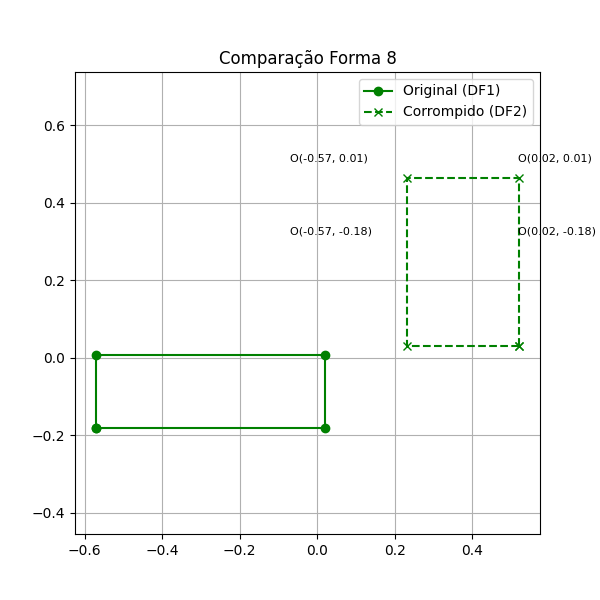 Comparação Forma 8
Original (DF1)
Corrompido (DF2)
O(-0.57, 0.01)
O(0.02, 0.01)
O(-0.57, -0.18)
O(0.02, -0.18)
0.6
0.4
0.2
0.0
−0.2
−0.4
−0.6
−0.4
−0.2
0.0
0.2
0.4